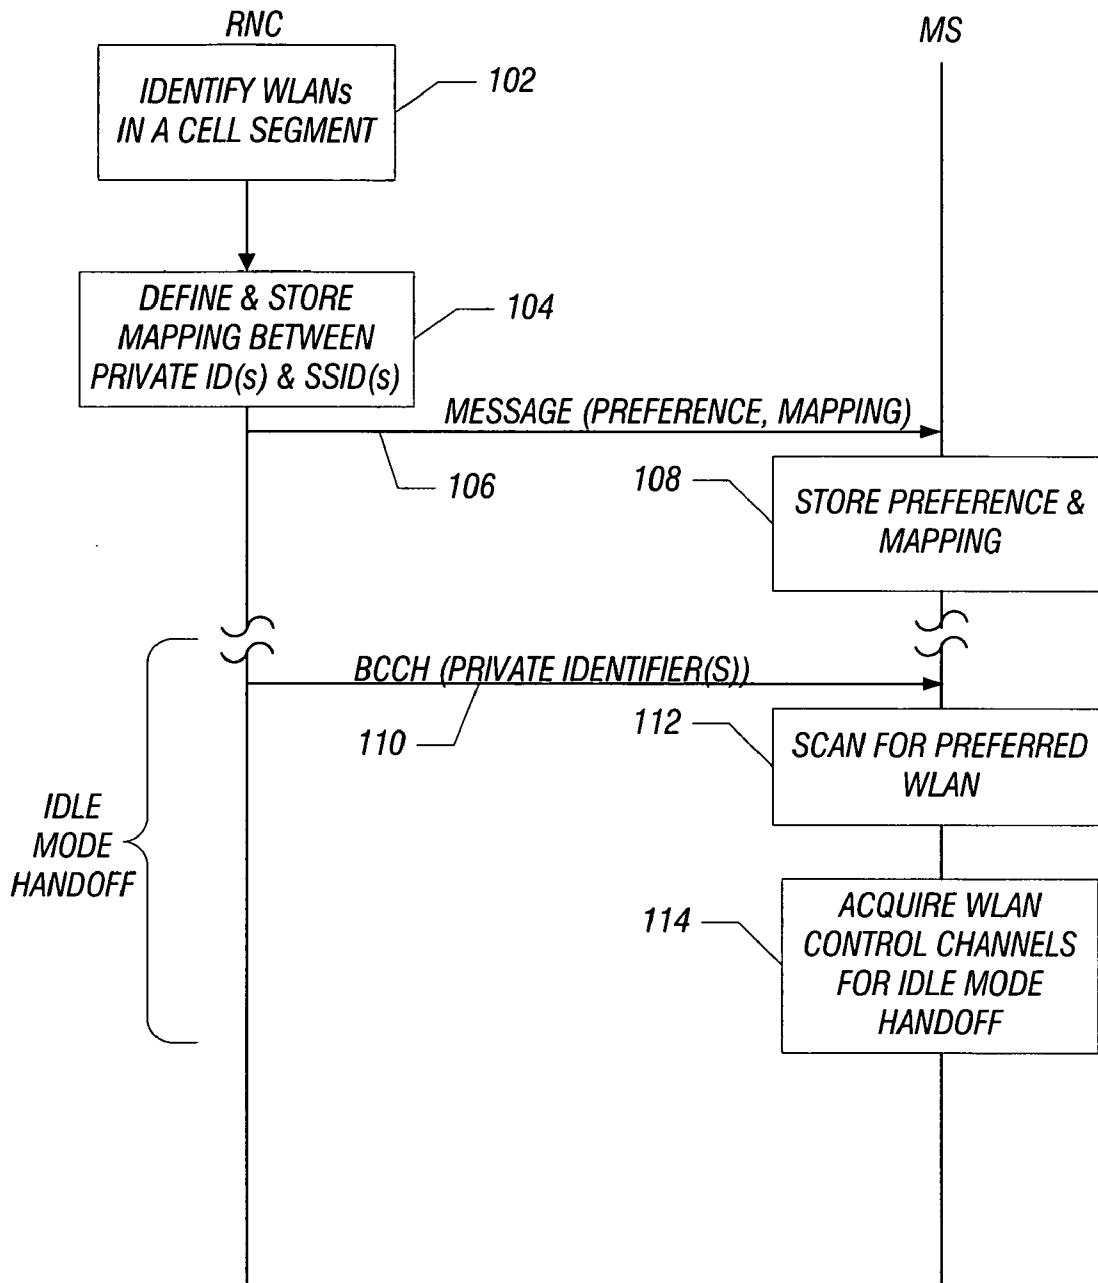 RNC
MS
IDENTIFY WLANs
IN A CELL SEGMENT
102
DEFINE & STORE
MAPPING BETWEEN
PRIVATE ID(s) & SSID(s)
104
MESSAGE (PREFERENCE, MAPPING)
106
108
STORE PREFERENCE &
MAPPING
BCCH (PRIVATE IDENTIFIER(S))
110
112
SCAN FOR PREFERRED
WLAN
IDLE
MODE
HANDOFF
114
ACQUIRE WLAN
CONTROL CHANNELS
FOR IDLE MODE
HANDOFF